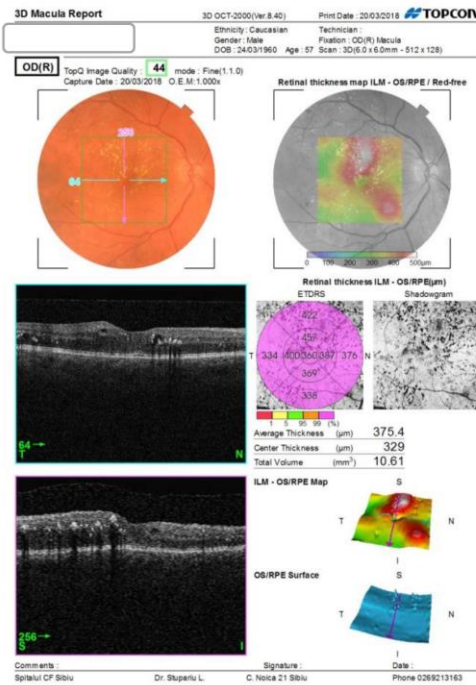 3D Macula Report
3D OCT-2000(Ver.8.40)
Print Date : 20/03/2018
TOPCON
Ethnicity : Caucasian
Technician :
Gender : Male
Fixation : OD(R) Macula
DOB : 24/03/1960 Age : 57
Scan : 3D(6.0 x 6.0mm - 512 x 128)
OD(R)
TopQ Image Quality : 44 mode : Fine(1.1.0)
Capture Date : 20/03/2018 O.E.M:1.000x
Retinal thickness map ILM - OS/RPE / Red-free
64
0 100 200 300 400 500µm
Retinal thickness ILM - OS/RPE(µm)
ETDRS
Shadowgram
422
457
T 334 400 360 387 376 N
369
338
1 5 95 99 (%)
Average Thickness (µm) 375.4
Center Thickness (µm) 329
Total Volume (mm³) 10.61
64
T N
ILM - OS/RPE Map
S
T N
I
OS/RPE Surface
S
T N
I
256
S I
Comments :
Signature :
Date :
Spitalul CF Sibiu
Dr. Stupariu L.
C. Noica 21 Sibiu
Phone 0269213163